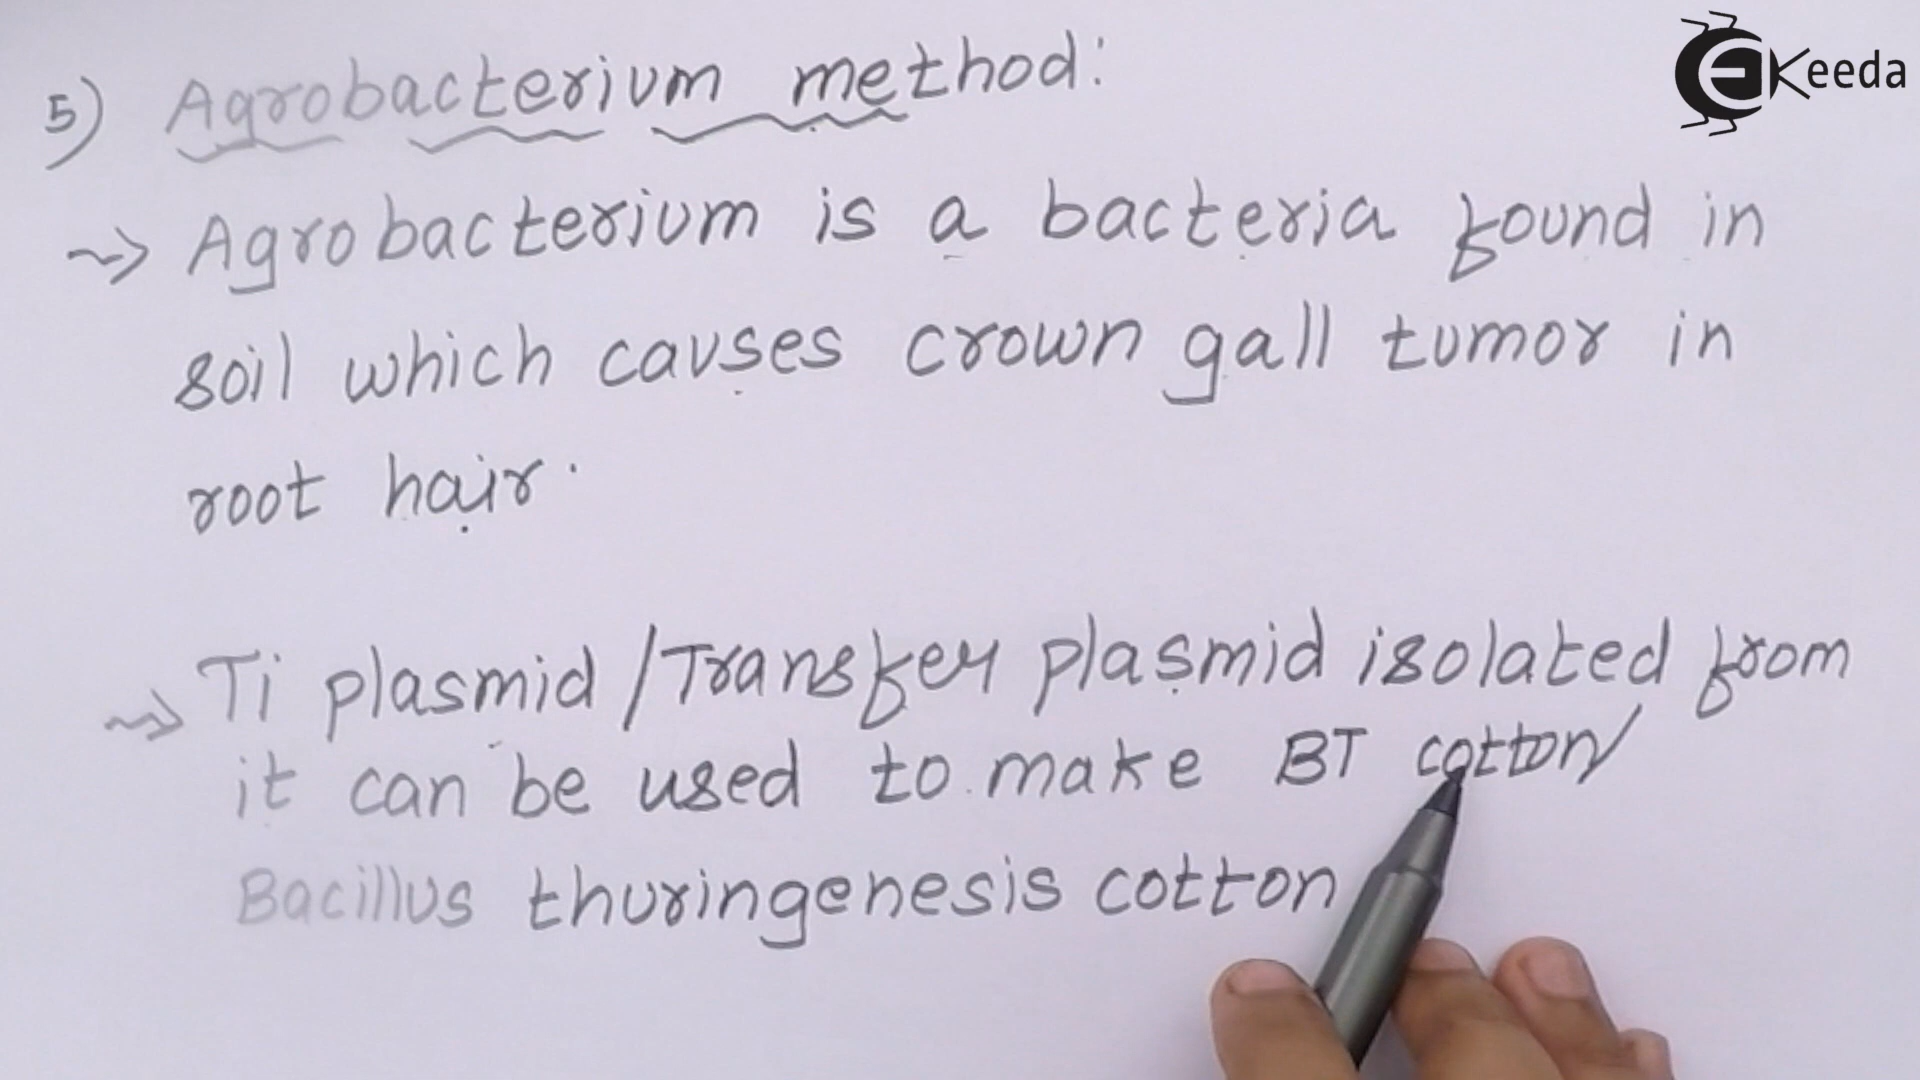 EKeeda
5) Agrobacterium method:
~> Agrobacterium is a bacteria found in
soil which causes crown gall tumor in
root hair.
~> Ti plasmid / Transfer plasmid isolated from
it can be used to make BT cotton/
Bacillus thuringenesis cotton